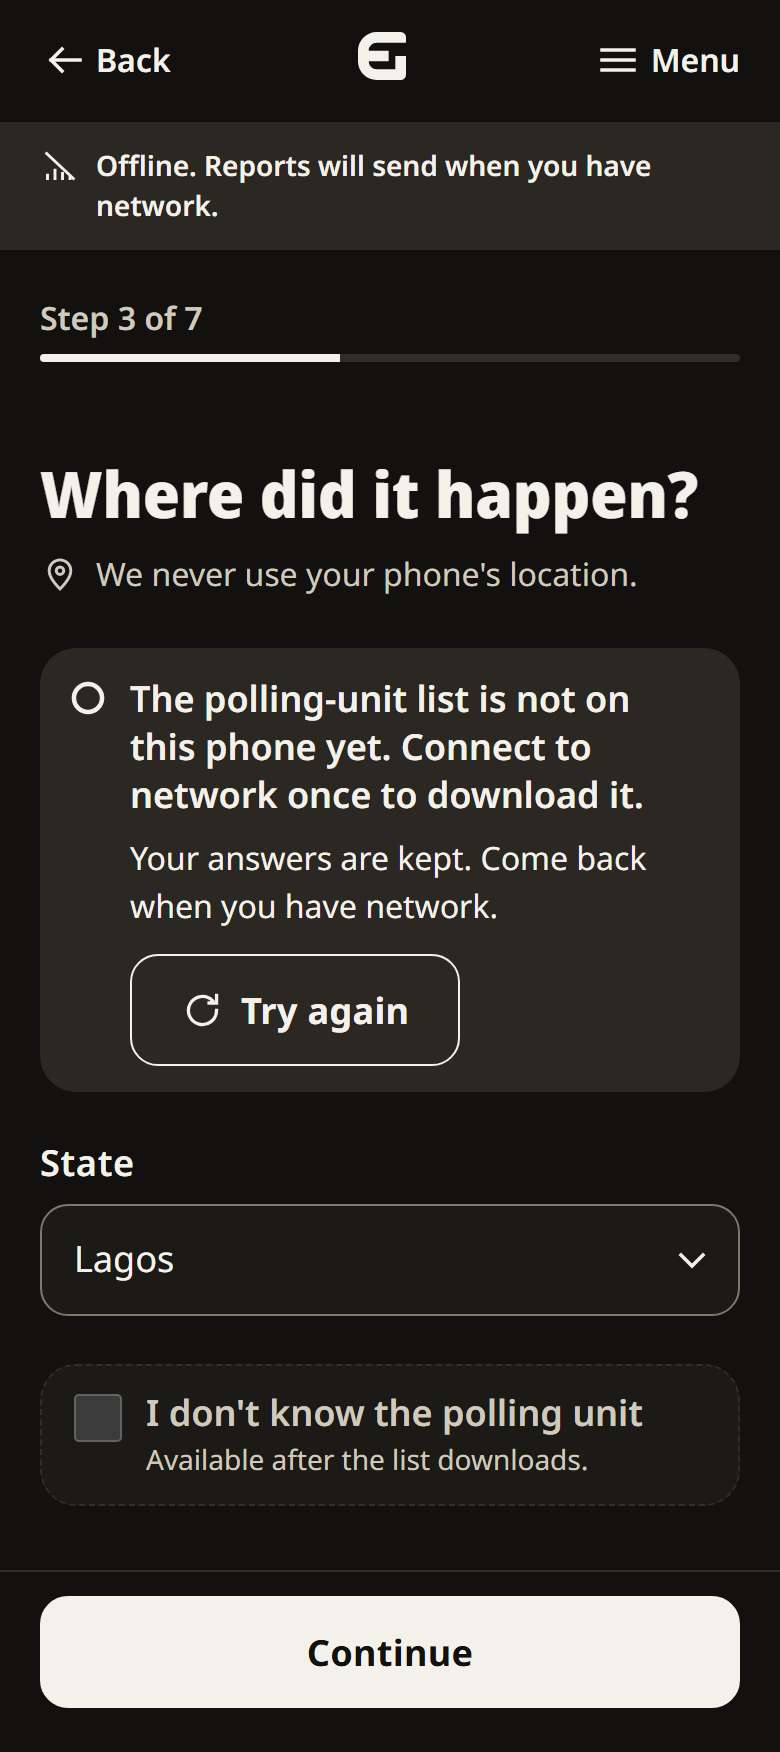 Back
Menu
Offline. Reports will send when you have
network.
Step 3 of 7
Where did it happen?
We never use your phone's location.
The polling-unit list is not on
this phone yet. Connect to
network once to download it.
Your answers are kept. Come back
when you have network.
Try again
State
Lagos
I don't know the polling unit
Available after the list downloads.
Continue